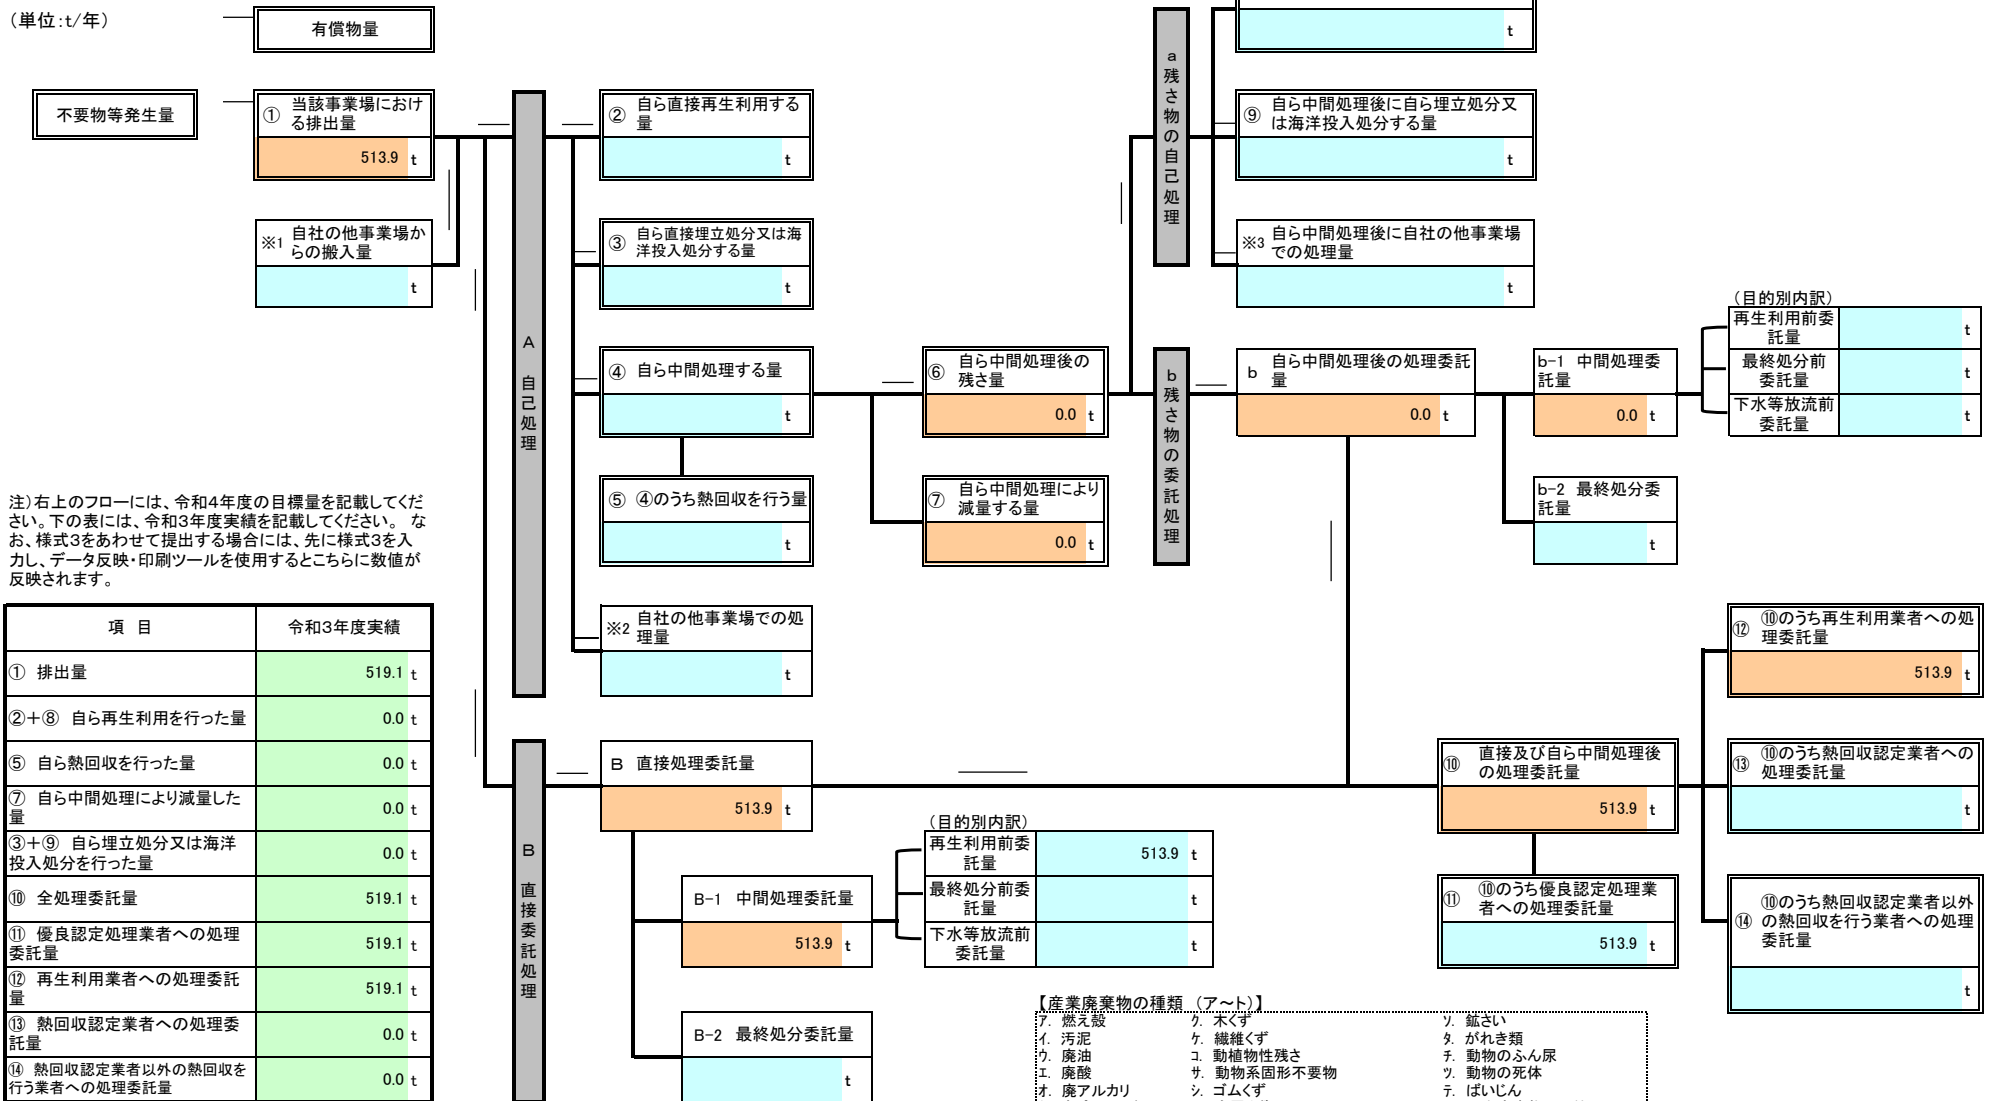 （単位：t/年）
有償物量
t
不要物等発生量
① 当該事業場におけ
る排出量
513.9 t
② 自ら直接再生利用する
量
t
a 残さ物の自己処理
⑨ 自ら中間処理後に自ら埋立処分又
は海洋投入処分する量
t
※1 自社の他事業場か
らの搬入量
t
③ 自ら直接埋立処分又は海
洋投入処分する量
t
※3 自ら中間処理後に自社の他事業場
での処理量
t
A 自己処理
④ 自ら中間処理する量
t
⑥ 自ら中間処理後の
残さ量
0.0 t
b 残さ物の委託処理
b 自ら中間処理後の処理委託
量
0.0 t
b-1 中間処理委
託量
0.0 t
（目的別内訳）
再生利用前委
託量
t
最終処分前
委託量
t
下水等放流前
委託量
t
⑤ ④のうち熱回収を行う量
t
⑦ 自ら中間処理により
減量する量
0.0 t
b-2 最終処分委
託量
t
注）右上のフローには、令和４年度の目標量を記載してくだ
さい。下の表には、令和３年度実績を記載してください。 な
お、様式３をあわせて提出する場合には、先に様式３を入
力し、データ反映・印刷ツールを使用するとこちらに数値が
反映されます。
項 目 令和３年度実績
① 排出量 519.1 t
②＋⑧ 自ら再生利用を行った量 0.0 t
⑤ 自ら熱回収を行った量 0.0 t
⑦ 自ら中間処理により減量した
量 0.0 t
③＋⑨ 自ら埋立処分又は海洋
投入処分を行った量 0.0 t
⑩ 全処理委託量 519.1 t
⑪ 優良認定処理業者への処理
委託量 519.1 t
⑫ 再生利用業者への処理委託
量 519.1 t
⑬ 熱回収認定業者への処理委
託量 0.0 t
⑭ 熱回収認定業者以外の熱回収を
行う業者への処理委託量 0.0 t
※2 自社の他事業場での処
理量
t
B 直接委託処理
B 直接処理委託量
513.9 t
B-1 中間処理委託量
513.9 t
（目的別内訳）
再生利用前委
託量 513.9 t
最終処分前委
託量
t
下水等放流前
委託量
t
B-2 最終処分委託量
t
⑩ 直接及び自ら中間処理後
の処理委託量
513.9 t
⑪ ⑩のうち優良認定処理業
者への処理委託量
513.9 t
⑫ ⑩のうち再生利用業者への処
理委託量
513.9 t
⑬ ⑩のうち熱回収認定業者への
処理委託量
t
⑭ ⑩のうち熱回収認定業者以外
の熱回収を行う業者への処理
委託量
t
【産業廃棄物の種類 （ア～ト）】
ア. 燃え殻 ク. 木くず ソ. 鉱さい
イ. 汚泥 ケ. 繊維くず タ. がれき類
ウ. 廃油 コ. 動植物性残さ チ. 動物のふん尿
エ. 廃酸 サ. 動物系固形不要物 ツ. 動物の死体
オ. 廃アルカリ シ. ゴムくず テ. ばいじん